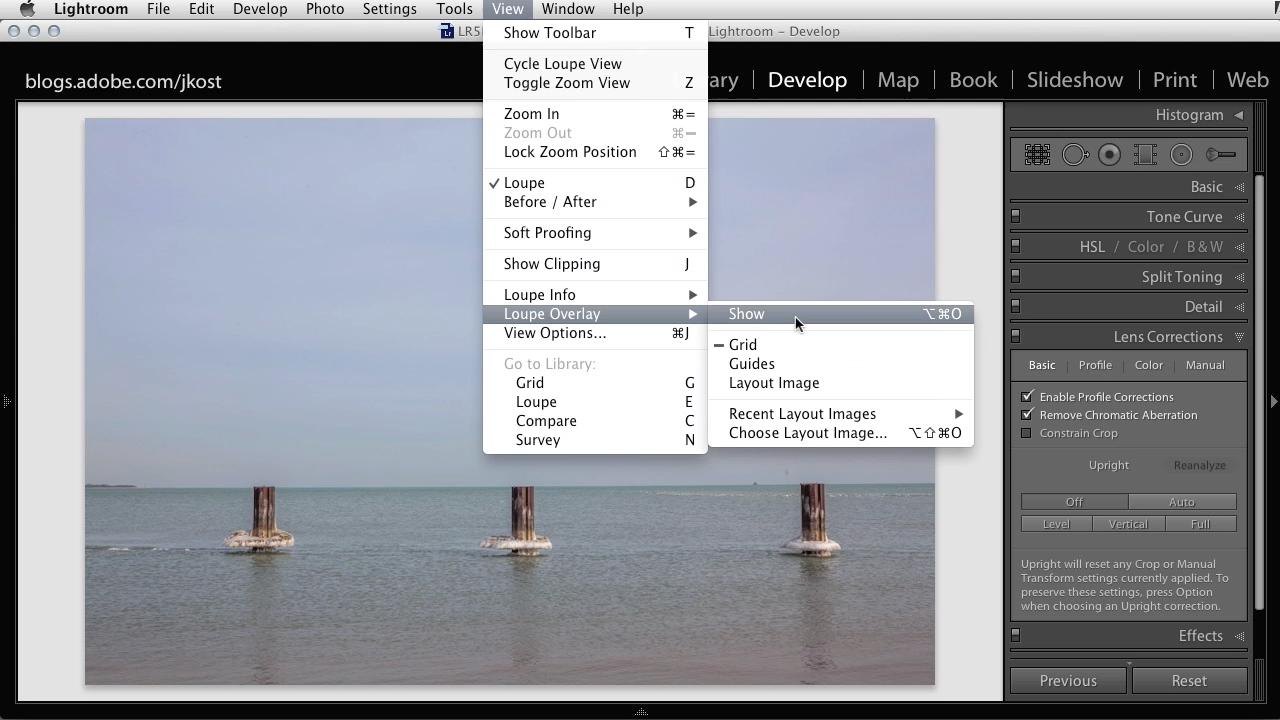 Lightroom File Edit Develop Photo Settings Tools View Window Help
LR5
Lightroom – Develop
blogs.adobe.com/jkost
rary | Develop | Map | Book | Slideshow | Print | Web
Show Toolbar T
Cycle Loupe View
Toggle Zoom View Z
Zoom In ⌘=
Zoom Out ⌘−
Lock Zoom Position ⇧⌘=
✓ Loupe D
Before / After ▶
Soft Proofing ▶
Show Clipping J
Loupe Info ▶
Loupe Overlay ▶
View Options... ⌘J
Go to Library:
Grid G
Loupe E
Compare C
Survey N
Show ⌥⌘O
− Grid
Guides
Layout Image
Recent Layout Images ▶
Choose Layout Image... ⌥⇧⌘O
Histogram
Basic
Tone Curve
HSL / Color / B & W
Split Toning
Detail
Lens Corrections
Basic | Profile | Color | Manual
Enable Profile Corrections
Remove Chromatic Aberration
Constrain Crop
Upright Reanalyze
Off Auto
Level Vertical Full
Upright will reset any Crop or Manual
Transform settings currently applied. To
preserve these settings, press Option
when choosing an Upright correction.
Effects
Previous Reset